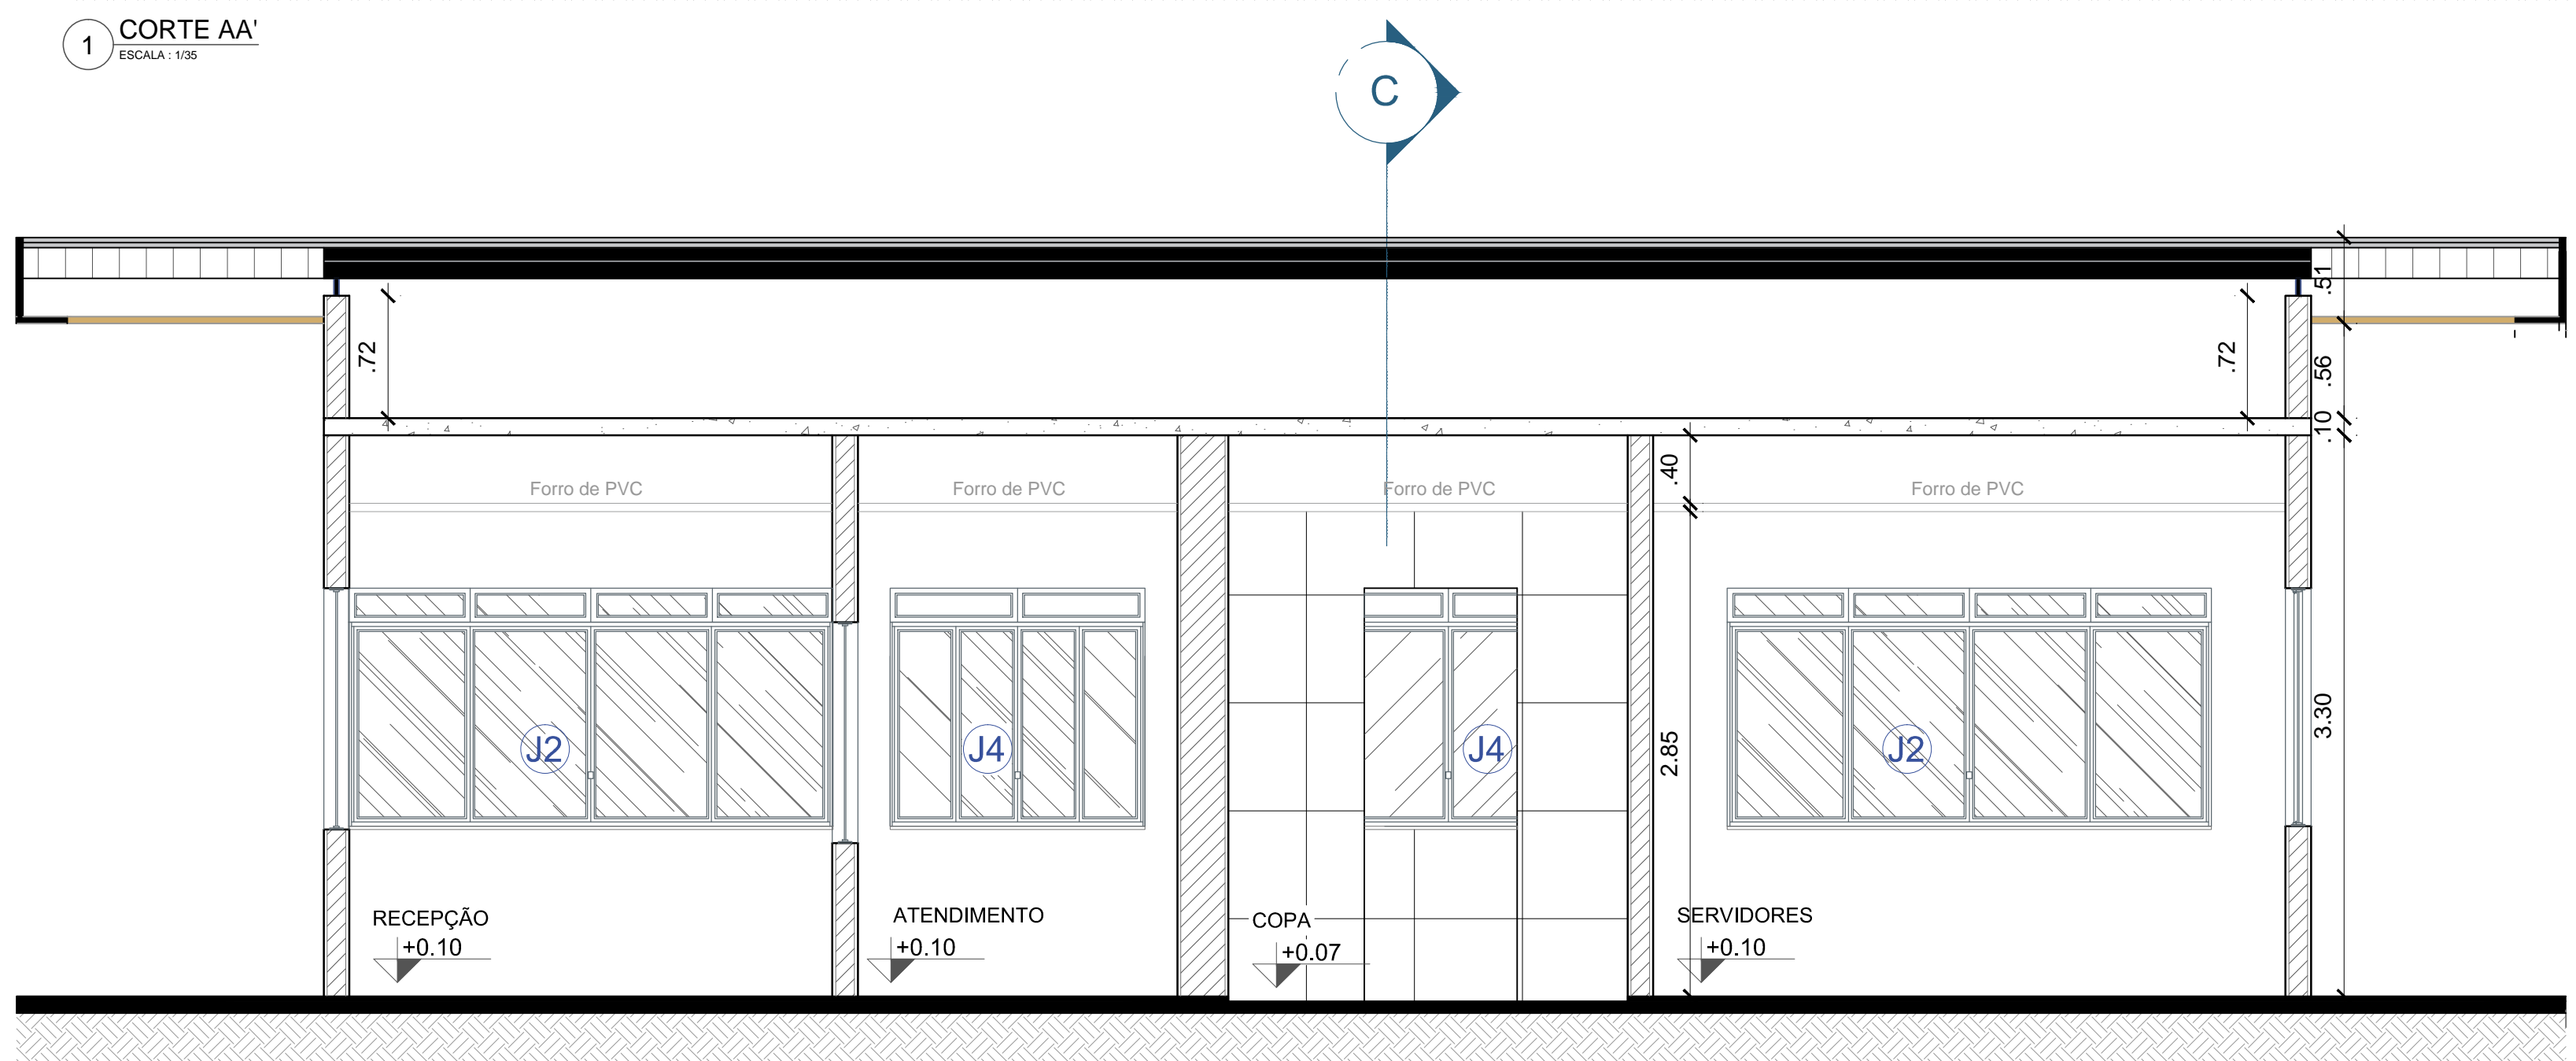 1 CORTE AA'
ESCALA : 1/35
C
.51
.72
.72
.56
.10
.40
Forro de PVC
Forro de PVC
Forro de PVC
Forro de PVC
3.30
J2
J4
J4
2.85
J2
RECEPÇÃO
ATENDIMENTO
COPA
SERVIDORES
+0.10
+0.10
+0.07
+0.10